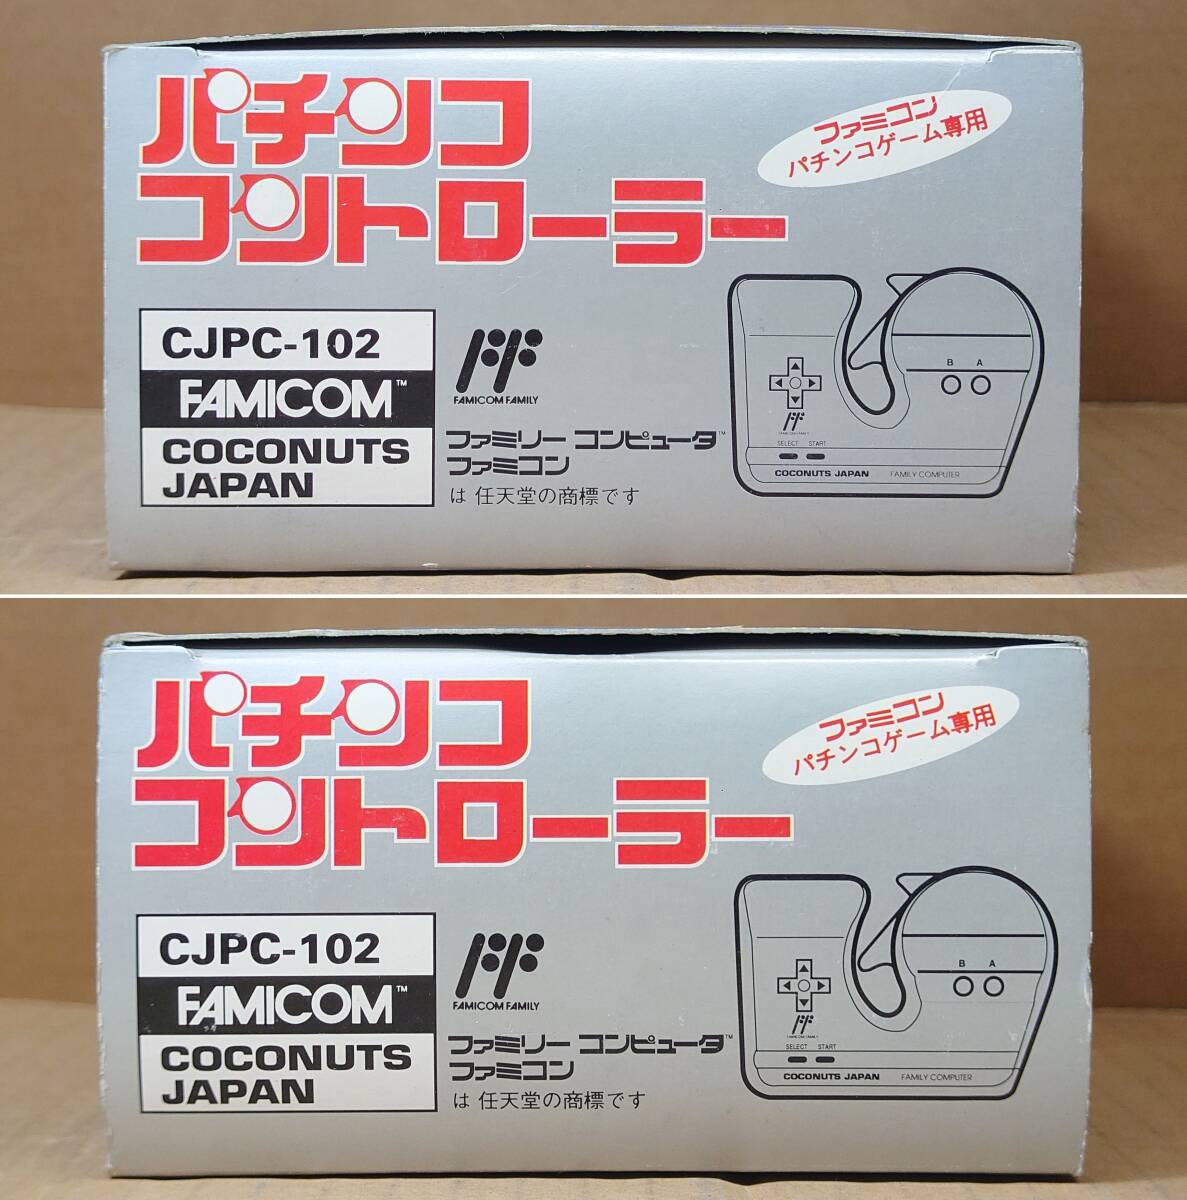 パチンコ
コントローラー
ファミコン
パチンコゲーム専用
CJPC-102
FAMICOM™
COCONUTS
JAPAN
FAMICOM FAMILY
ファミリー コンピュータ™
ファミコン
は 任天堂の商標です
B A
FAMICOM FAMILY
SELECT START
COCONUTS JAPAN FAMILY COMPUTER
パチンコ
コントローラー
ファミコン
パチンコゲーム専用
CJPC-102
FAMICOM™
COCONUTS
JAPAN
FAMICOM FAMILY
ファミリー コンピュータ™
ファミコン
は 任天堂の商標です
B A
FAMICOM FAMILY
SELECT START
COCONUTS JAPAN FAMILY COMPUTER